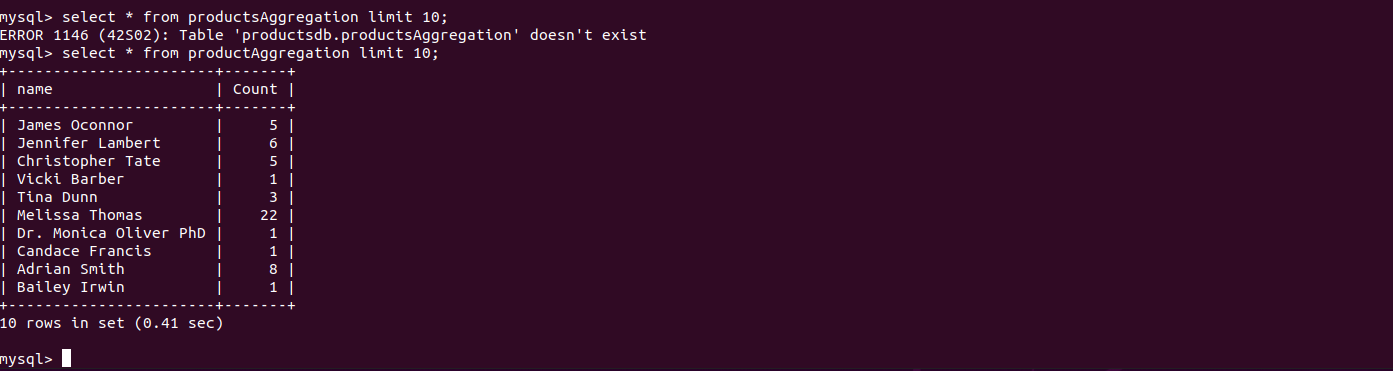 mysql> select * from productsAggregation limit 10;
ERROR 1146 (42S02): Table 'productsdb.productsAggregation' doesn't exist
mysql> select * from productAggregation limit 10;
+-----------------------+-------+
| name                  | Count |
+-----------------------+-------+
| James Oconnor         |     5 |
| Jennifer Lambert      |     6 |
| Christopher Tate      |     5 |
| Vicki Barber          |     1 |
| Tina Dunn             |     3 |
| Melissa Thomas        |    22 |
| Dr. Monica Oliver PhD |     1 |
| Candace Francis       |     1 |
| Adrian Smith          |     8 |
| Bailey Irwin          |     1 |
+-----------------------+-------+
10 rows in set (0.41 sec)
mysql>